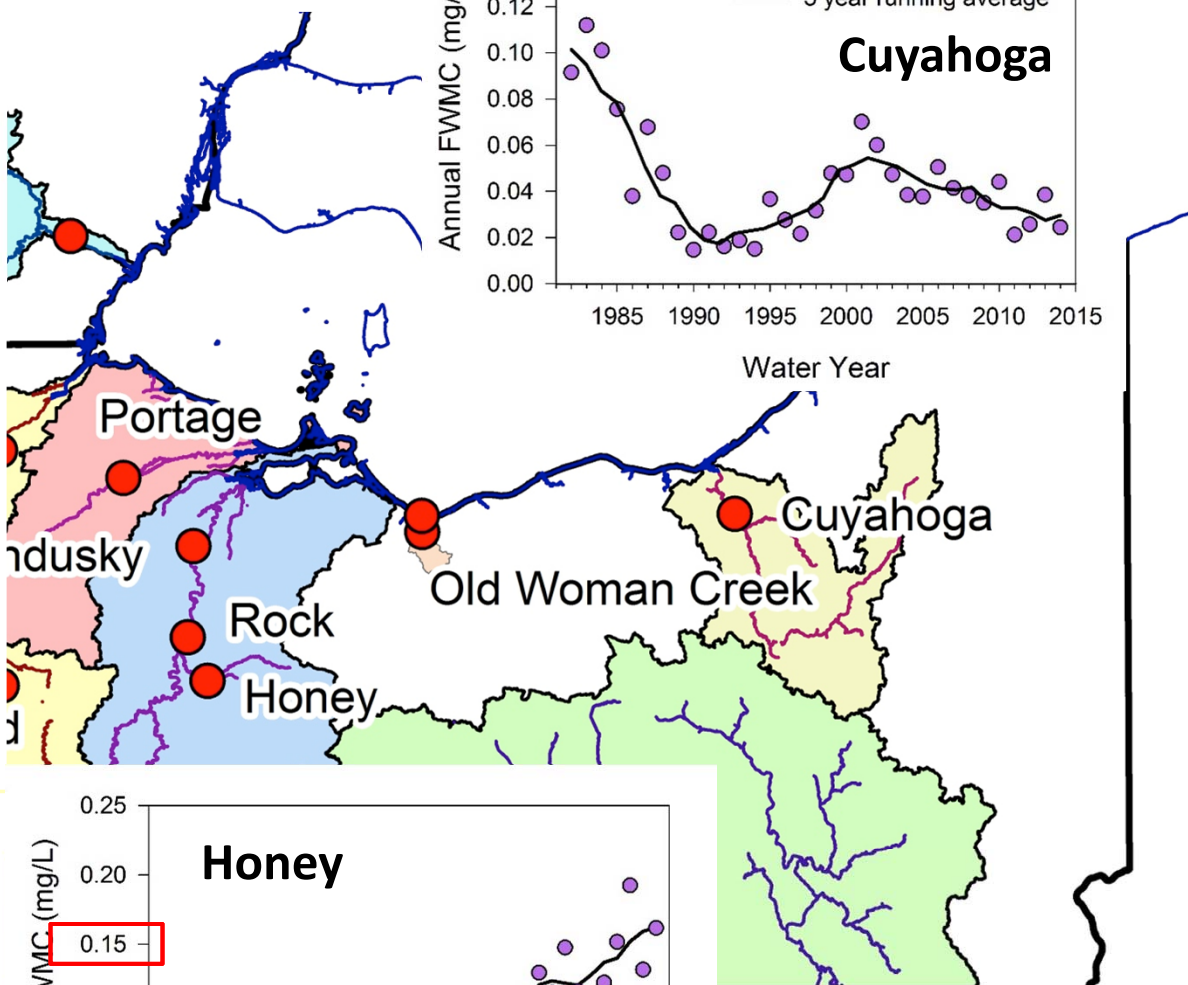 0.12
5 year running average
Cuyahoga
0.10
0.08
0.06
0.04
0.02
0.00
Annual FWMC (mg/
1985 1990 1995 2000 2005 2010 2015
Water Year
Portage
Cuyahoga
ndusky
Old Woman Creek
Rock
Honey
d
0.25
Honey
0.20
0.15
WMC (mg/L)